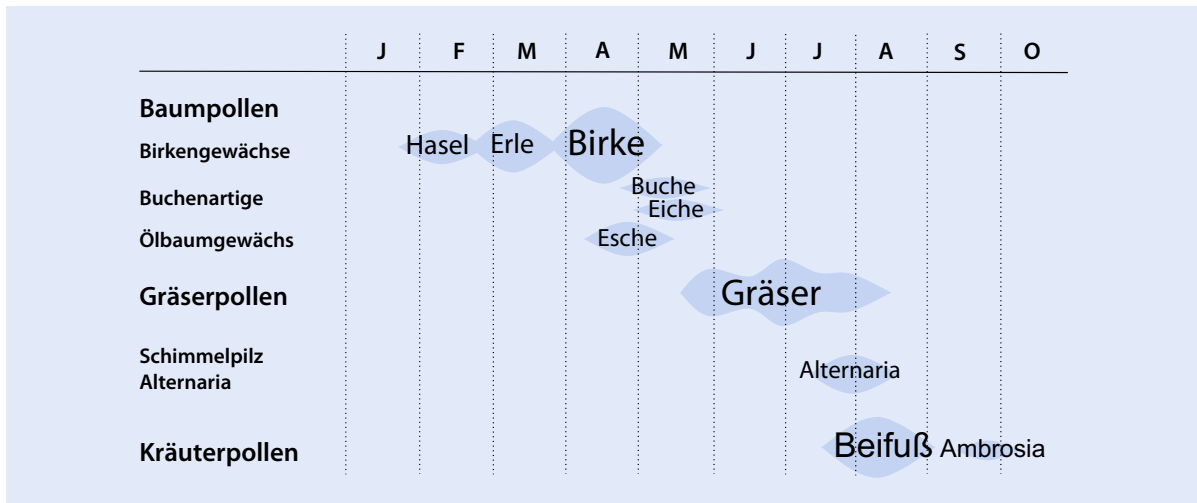 J F M A M J J A S O
Baumpollen
Birkengewächse Hasel Erle Birke
Buchenartige Buche
Eiche
Ölbaumgewächs Esche
Gräserpollen Gräser
Schimmelpilz
Alternaria Alternaria
Kräuterpollen Beifuß Ambrosia